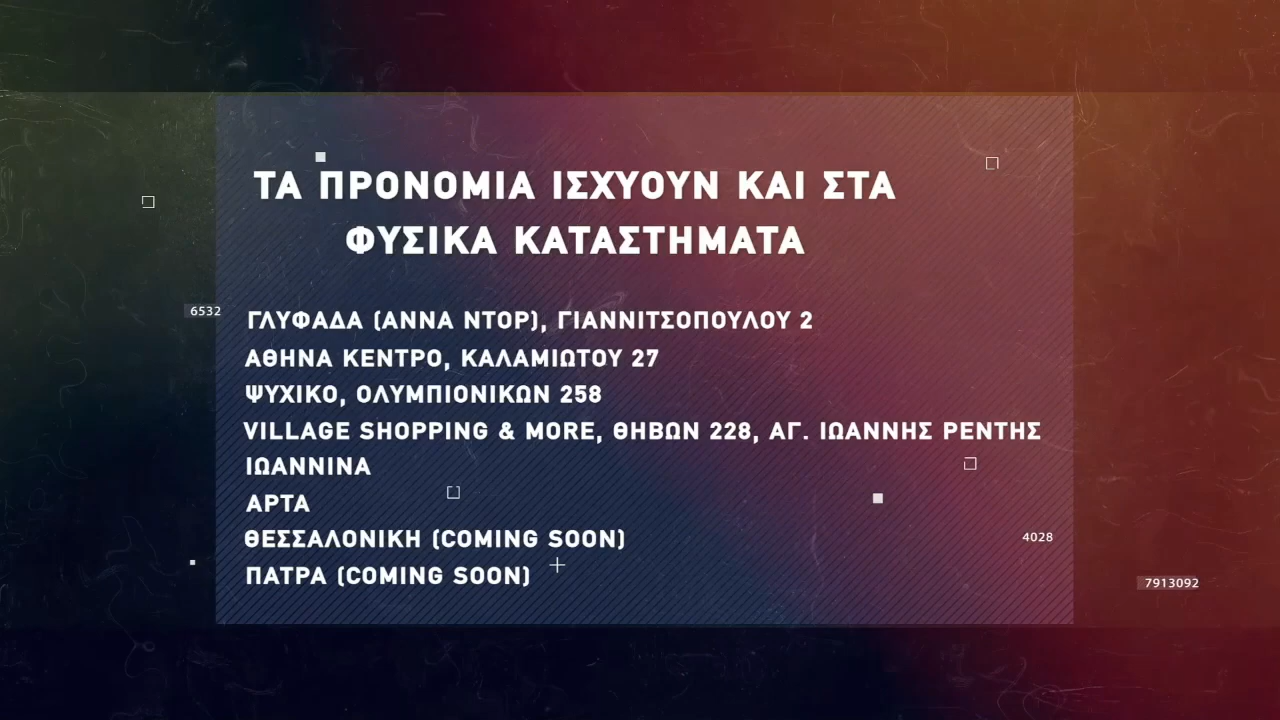 ΤΑ ΠΡΟΝΟΜΙΑ ΙΣΧΥΟΥΝ ΚΑΙ ΣΤΑ
ΦΥΣΙΚΑ ΚΑΤΑΣΤΗΜΑΤΑ
6532
ΓΛΥΦΑΔΑ (ΑΝΝΑ ΝΤΟΡ), ΓΙΑΝΝΙΤΣΟΠΟΥΛΟΥ 2
ΑΘΗΝΑ ΚΕΝΤΡΟ, ΚΑΛΑΜΙΩΤΟΥ 27
ΨΥΧΙΚΟ, ΟΛΥΜΠΙΟΝΙΚΩΝ 258
VILLAGE SHOPPING & MORE, ΘΗΒΩΝ 228, ΑΓ. ΙΩΑΝΝΗΣ ΡΕΝΤΗΣ
ΙΩΑΝΝΙΝΑ
ΑΡΤΑ
ΘΕΣΣΑΛΟΝΙΚΗ (COMING SOON)
4028
ΠΑΤΡΑ (COMING SOON)
7913092